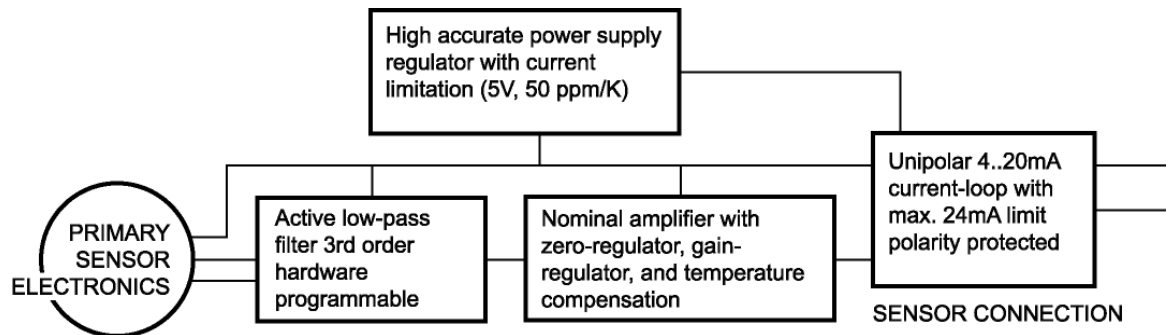 High accurate power supply
regulator with current
limitation (5V, 50 ppm/K)
PRIMARY
SENSOR
ELECTRONICS
Active low-pass
filter 3rd order
hardware
programmable
Nominal amplifier with
zero-regulator, gain-
regulator, and temperature
compensation
Unipolar 4..20mA
current-loop with
max. 24mA limit
polarity protected
SENSOR CONNECTION